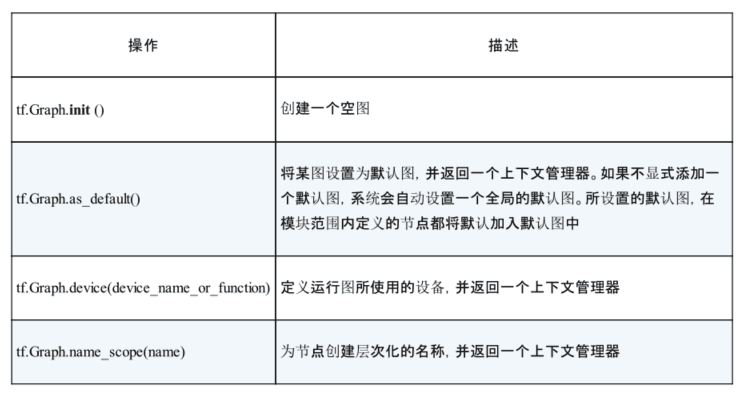 操作
描述
tf.Graph.init ()
创建一个空图
tf.Graph.as_default()
将某图设置为默认图, 并返回一个上下文管理器。如果不显式添加一
个默认图, 系统会自动设置一个全局的默认图。所设置的默认图, 在
模块范围内定义的节点都将默认加入默认图中
tf.Graph.device(device_name_or_function)
定义运行图所使用的设备, 并返回一个上下文管理器
tf.Graph.name_scope(name)
为节点创建层次化的名称, 并返回一个上下文管理器